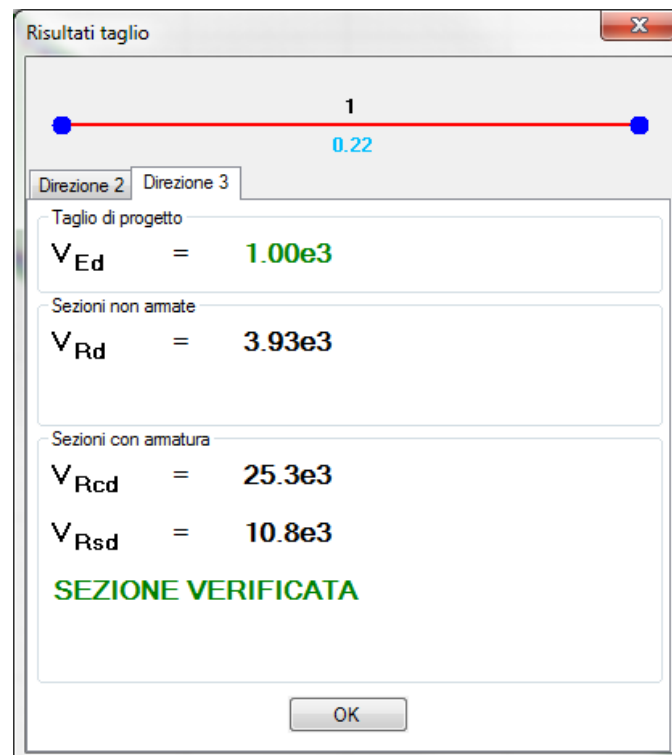 Risultati taglio
1
0.22
Direzione 2 Direzione 3
Taglio di progetto
VEd = 1.00e3
Sezioni non armate
VRd = 3.93e3
Sezioni con armatura
VRcd = 25.3e3
VRsd = 10.8e3
SEZIONE VERIFICATA
OK